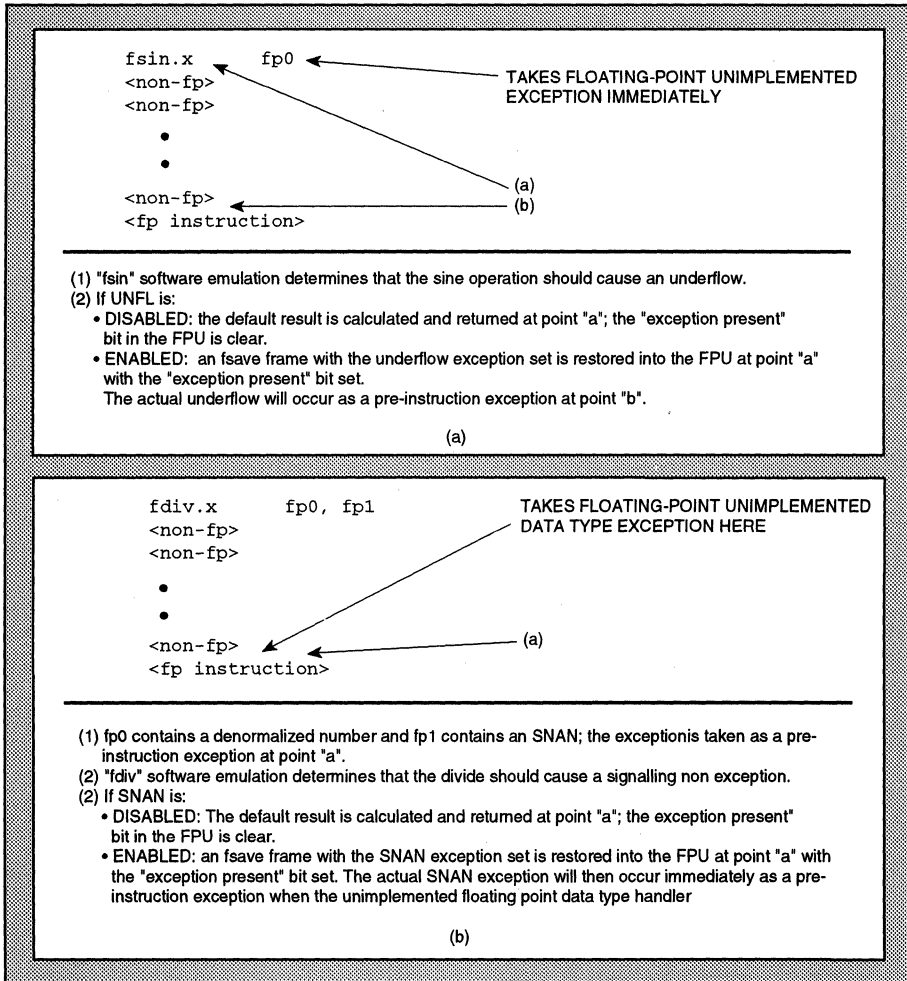 fsin.x fp0
TAKES FLOATING-POINT UNIMPLEMENTED
EXCEPTION IMMEDIATELY
<non-fp>
<non-fp>
•
•
(a)
<non-fp>
(b)
<fp instruction>
(1) "fsin" software emulation determines that the sine operation should cause an underflow.
(2) If UNFL is:
• DISABLED: the default result is calculated and returned at point "a"; the "exception present"
bit in the FPU is clear.
• ENABLED: an fsave frame with the underflow exception set is restored into the FPU at point "a"
with the "exception present" bit set.
The actual underflow will occur as a pre-instruction exception at point "b".
(a)
fdiv.x fp0, fp1
TAKES FLOATING-POINT UNIMPLEMENTED
DATA TYPE EXCEPTION HERE
<non-fp>
<non-fp>
•
•
<non-fp>
(a)
<fp instruction>
(1) fp0 contains a denormalized number and fp1 contains an SNAN; the exceptionis taken as a pre-
instruction exception at point "a".
(2) "fdiv" software emulation determines that the divide should cause a signalling non exception.
(2) If SNAN is:
• DISABLED: The default result is calculated and returned at point "a"; the exception present"
bit in the FPU is clear.
• ENABLED: an fsave frame with the SNAN exception set is restored into the FPU at point "a" with
the "exception present" bit set. The actual SNAN exception will then occur immediately as a pre-
instruction exception when the unimplemented floating point data type handler
(b)